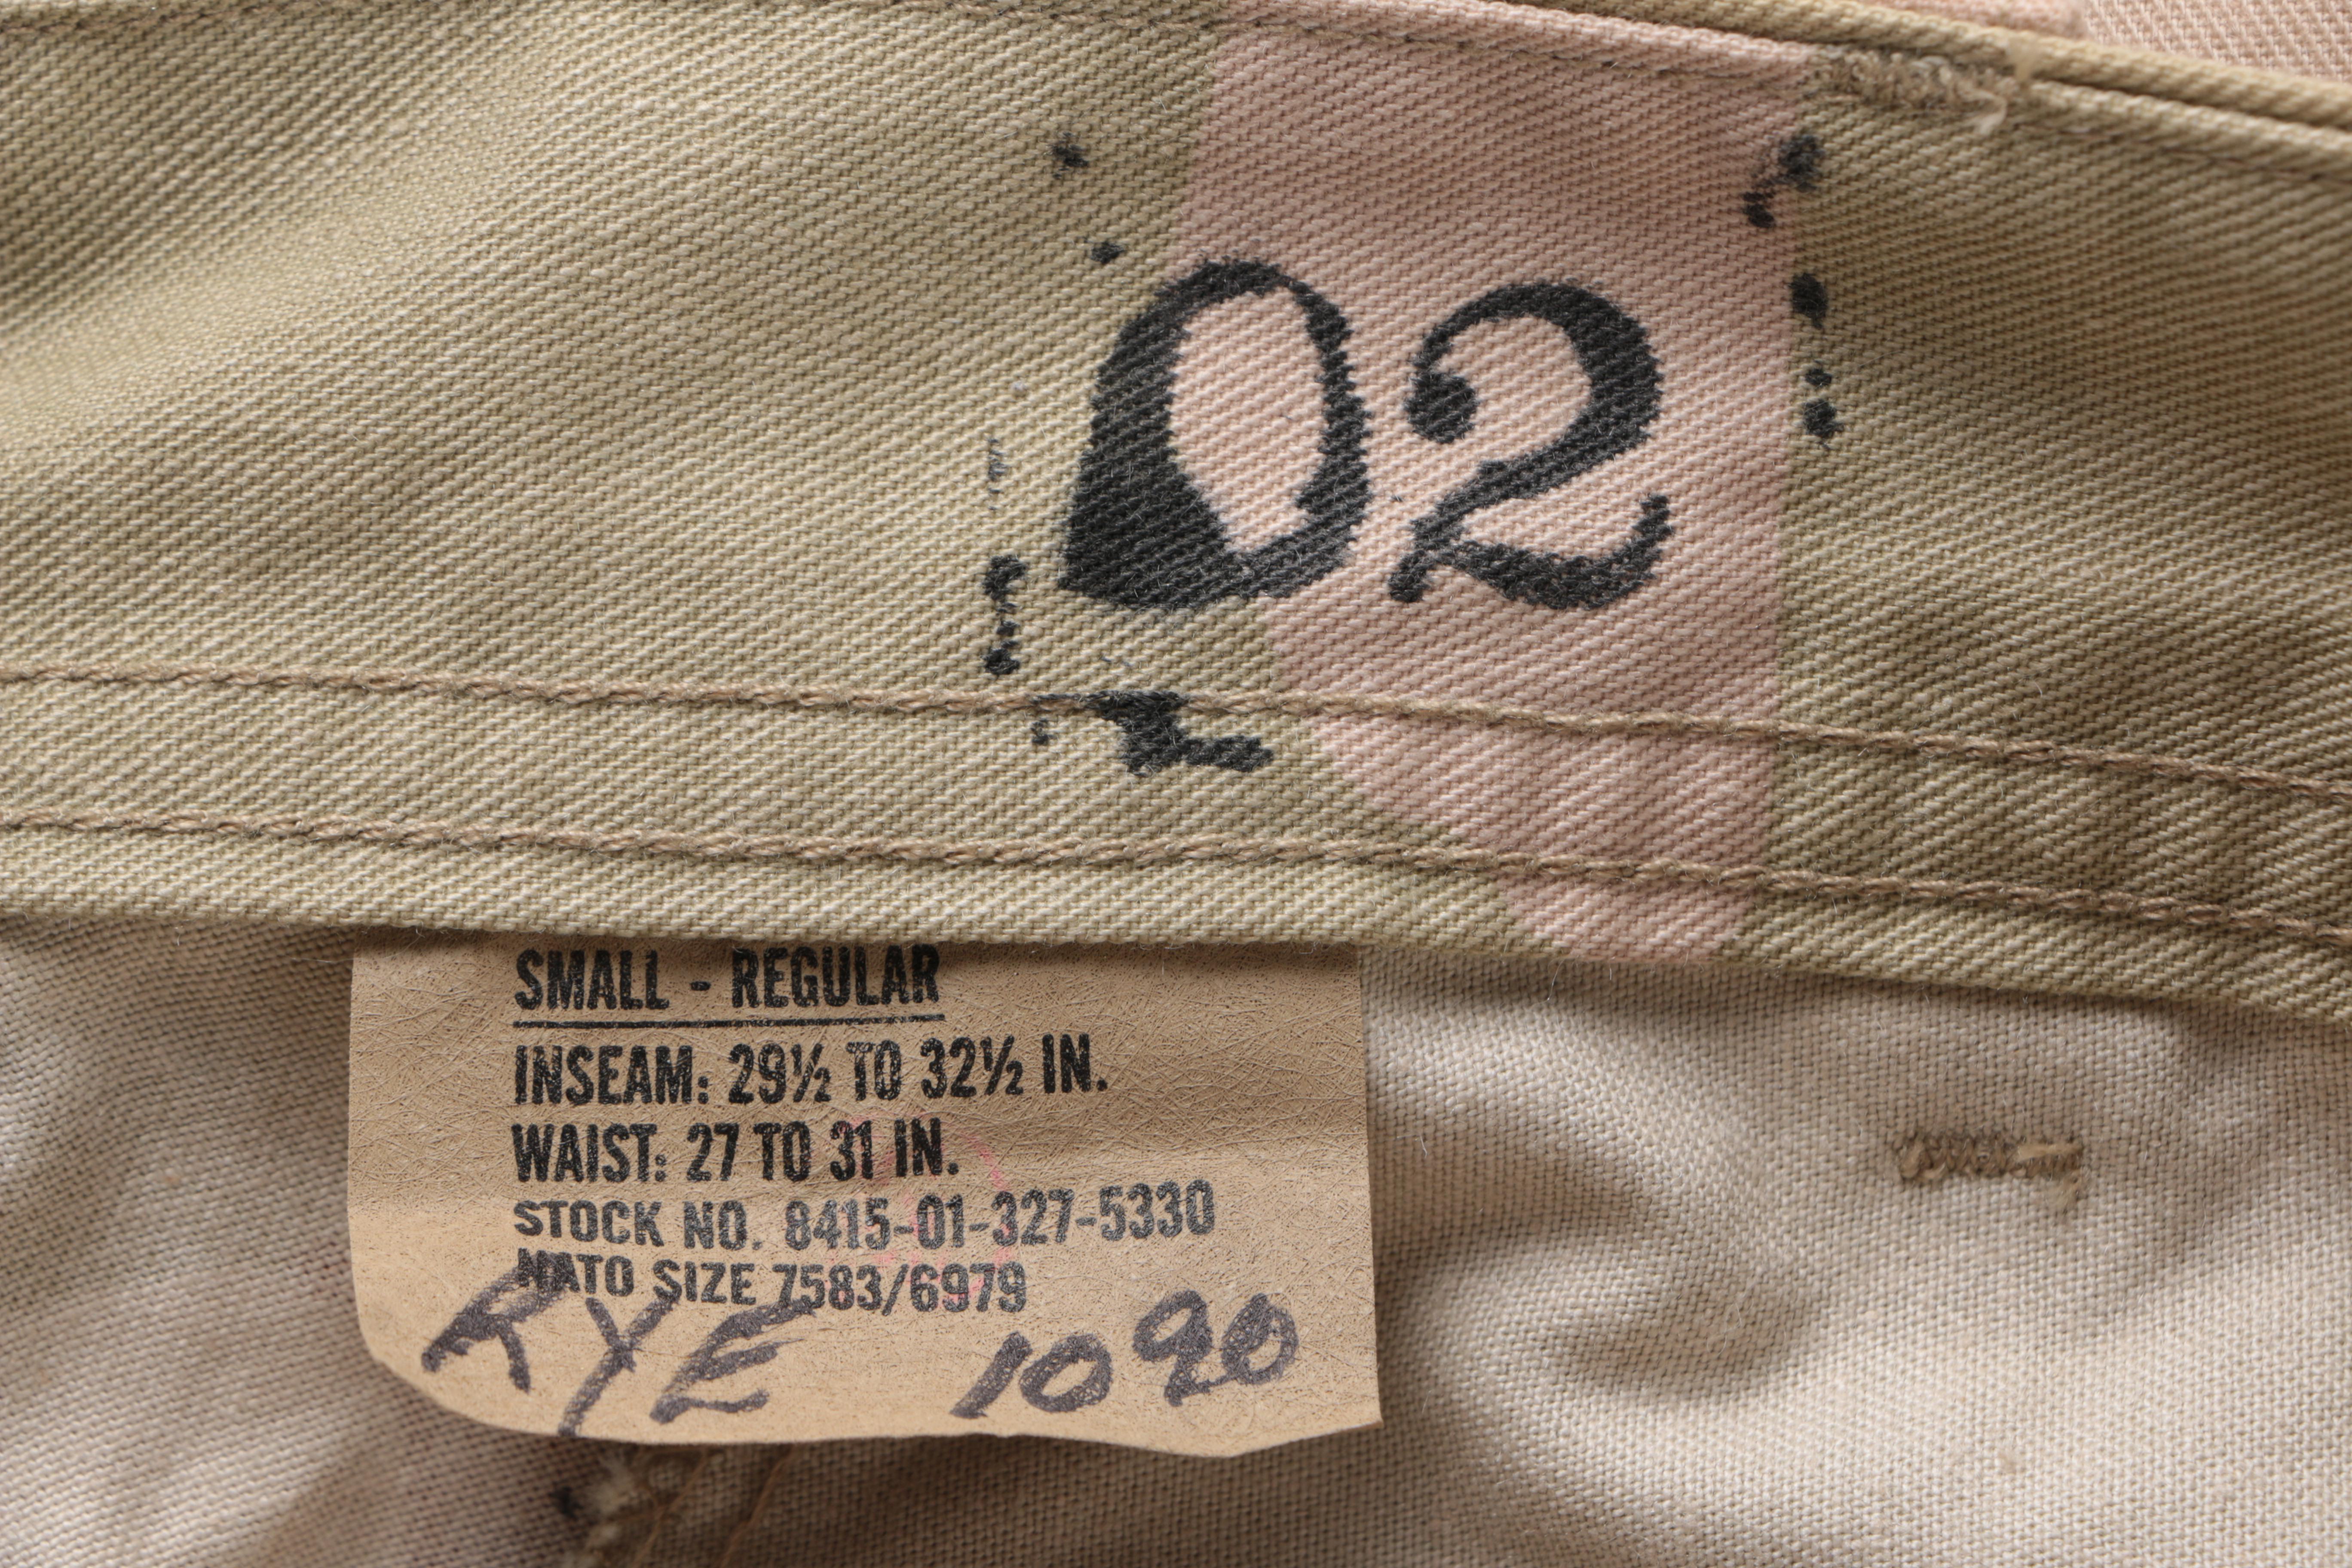 02
SMALL - REGULAR
INSEAM: 29½ TO 32½ IN.
WAIST: 27 TO 31 IN.
STOCK NO. 8415-01-327-5330
NATO SIZE 7583/6979
RYE 1090